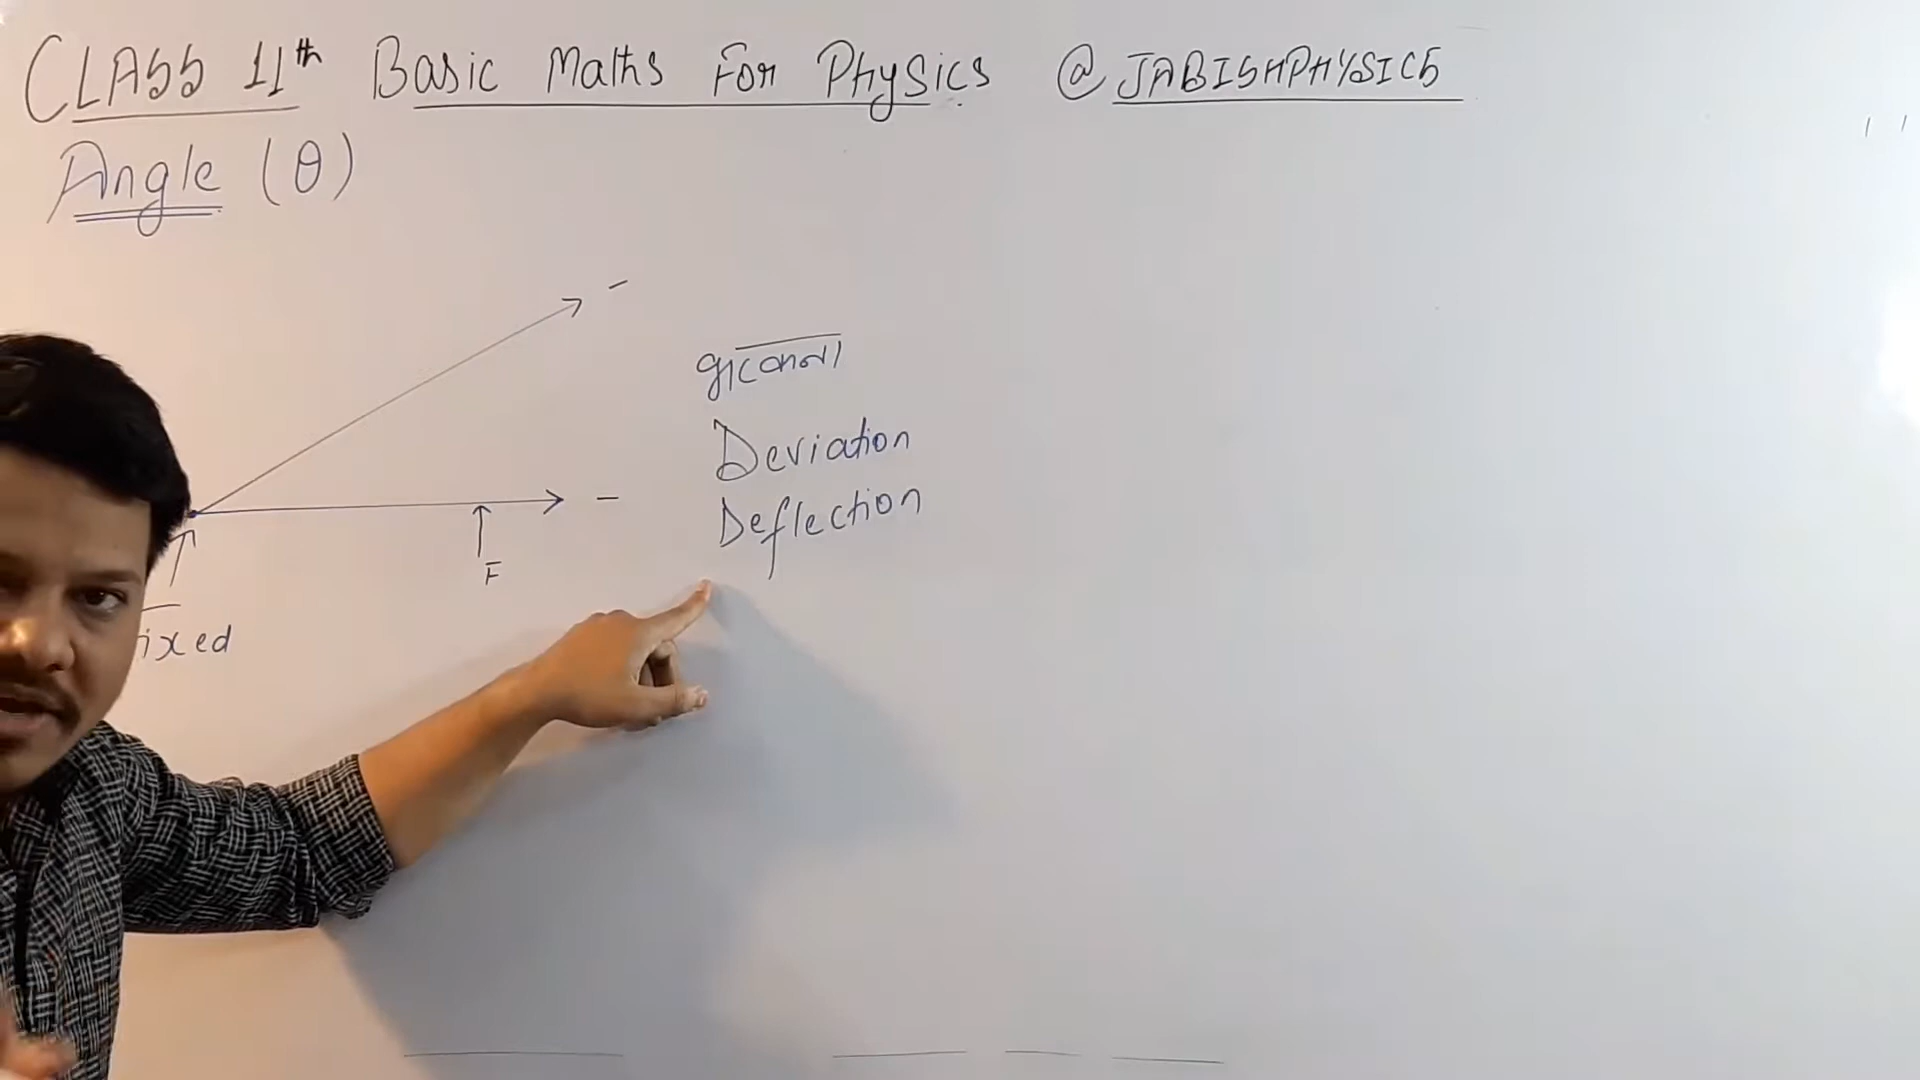 CLASS 11th Basic Maths For Physics @JABISHPHYSICS
Angle (θ)
Deviation
Deflection
F
ixed